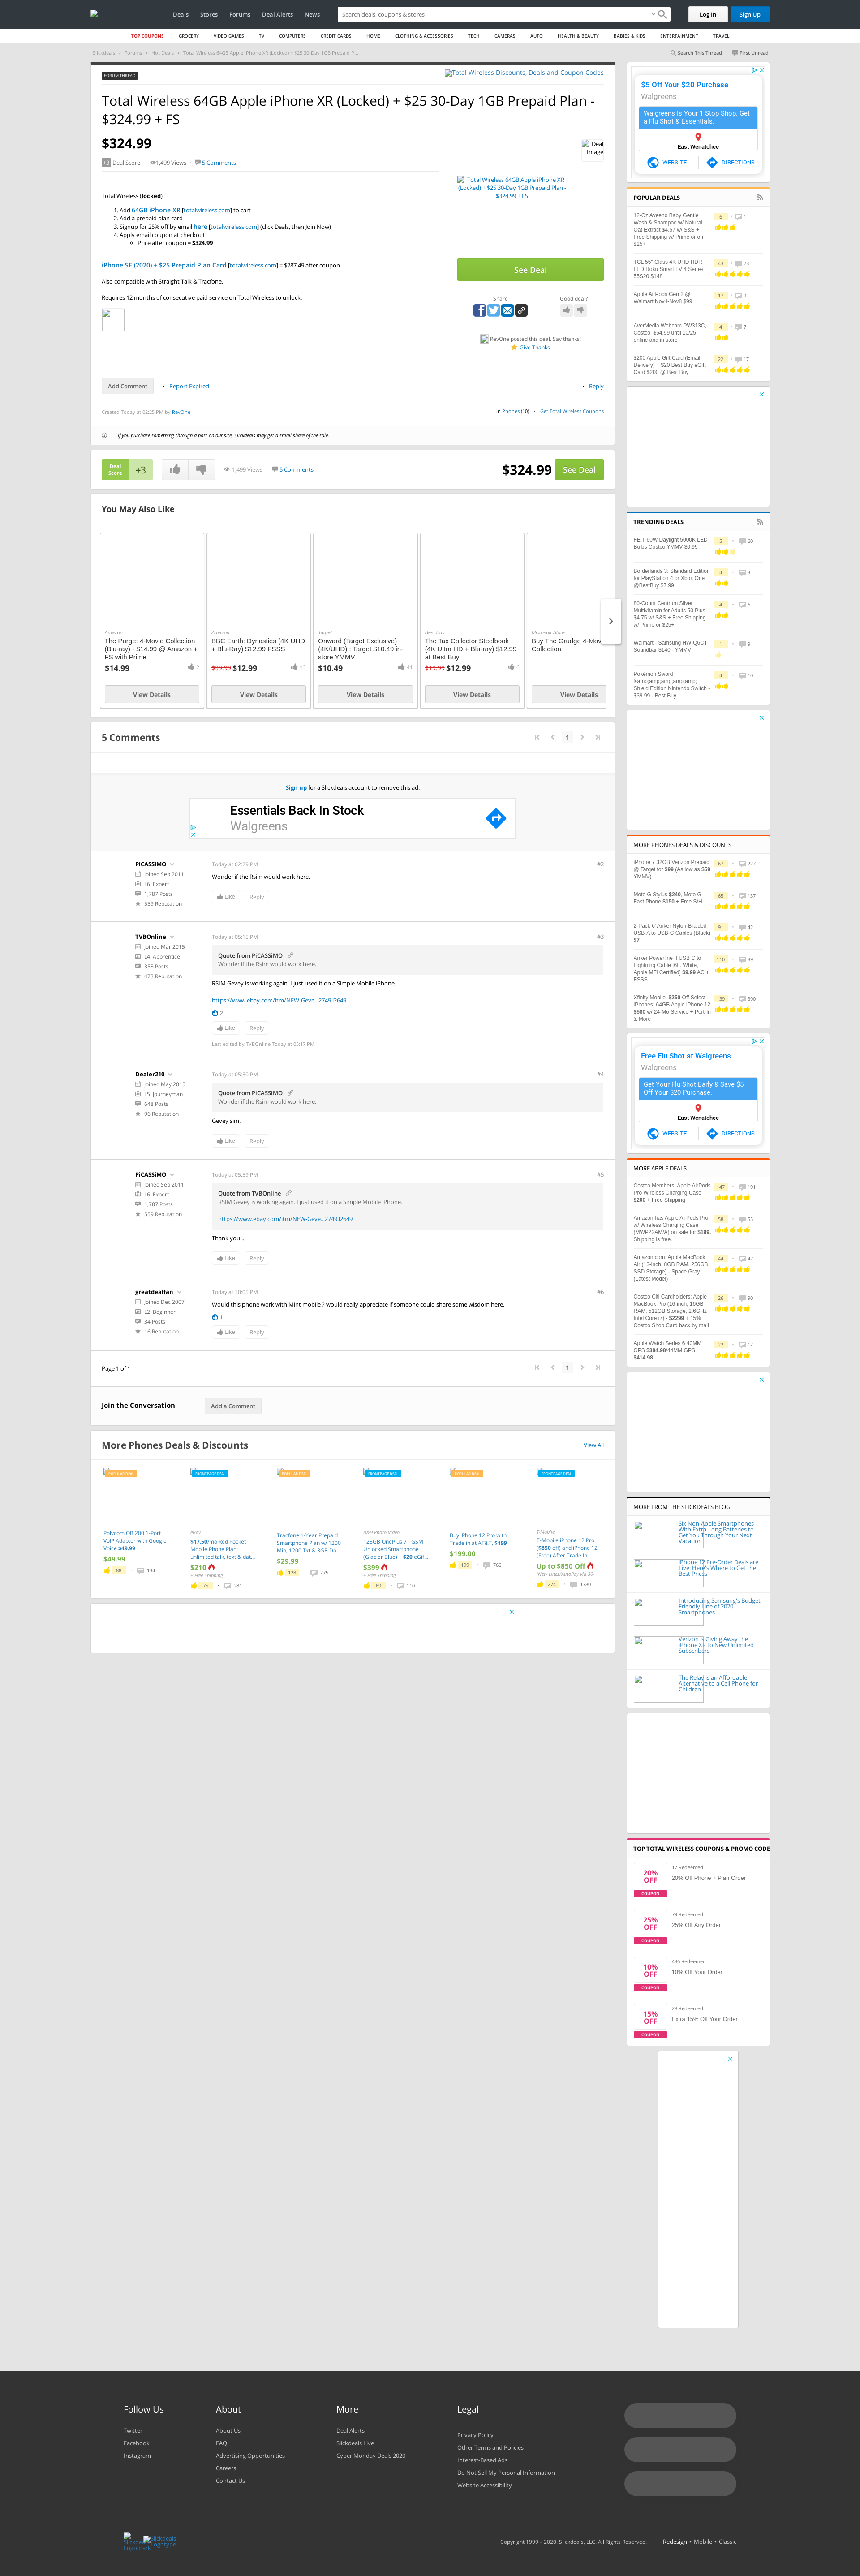 Deals Stores Forums Deal Alerts News
Search deals, coupons & stores
Log In
Sign Up
TOP COUPONS GROCERY VIDEO GAMES TV COMPUTERS CREDIT CARDS HOME CLOTHING & ACCESSORIES TECH CAMERAS AUTO HEALTH & BEAUTY BABIES & KIDS ENTERTAINMENT TRAVEL
Slickdeals Forums Hot Deals Total Wireless 64GB Apple iPhone XR (Locked) + $25 30-Day 1GB Prepaid P...
Search This Thread First Unread
FORUM THREAD
Total Wireless Discounts, Deals and Coupon Codes
Total Wireless 64GB Apple iPhone XR (Locked) + $25 30-Day 1GB Prepaid Plan - $324.99 + FS
$324.99
Deal Image
+3 Deal Score 1,499 Views 5 Comments
Total Wireless 64GB Apple iPhone XR (Locked) + $25 30-Day 1GB Prepaid Plan - $324.99 + FS
Total Wireless (locked)
1. Add 64GB iPhone XR [totalwireless.com] to cart
2. Add a prepaid card plan
3. Signup for 25% off by email here [totalwireless.com] (click Deals, then Join Now)
4. Apply email coupon at checkout
Price after coupon = $324.99
iPhone SE (2020) + $25 Prepaid Plan Card [totalwireless.com] = $287.49 after coupon
Also compatible with Straight Talk & Tracfone.
Requires 12 months of consecutive paid service on Total Wireless to unlock.
See Deal
Share Good deal?
RevOne posted this deal. Say thanks!
Give Thanks
Add Comment Report Expired Reply
Created Today at 02:25 PM by RevOne
in Phones (10) Get Total Wireless Coupons
If you purchase something through a post on our site, Slickdeals may get a small share of the sale.
Deal Score +3
1,499 Views 5 Comments
$324.99 See Deal
You May Also Like
Amazon
The Purge: 4-Movie Collection (Blu-ray) - $14.99 @ Amazon + FS with Prime
$14.99 2
View Details
Amazon
BBC Earth: Dynasties (4K UHD + Blu-Ray) $12.99 FSSS
$39.99 $12.99 13
View Details
Target
Onward (Target Exclusive) (4K/UHD) : Target $10.49 in-store YMMV
$10.49 41
View Details
Best Buy
The Tax Collector Steelbook (4K Ultra HD + Blu-ray) $12.99 at Best Buy
$19.99 $12.99 5
View Details
Microsoft Store
Buy The Grudge 4-Movie Collection
View Details
5 Comments
1
Sign up for a Slickdeals account to remove this ad.
Essentials Back In Stock
Walgreens
PiCASSiMO
Joined Sep 2011
L6: Expert
1,787 Posts
559 Reputation
Today at 02:29 PM #2
Wonder if the Rsim would work here.
Like Reply
TVBOnline
Joined Mar 2015
L4: Apprentice
358 Posts
473 Reputation
Today at 05:15 PM #3
Quote from PiCASSiMO
Wonder if the Rsim would work here.
RSIM Gevey is working again. I just used it on a Simple Mobile iPhone.
https://www.ebay.com/itm/NEW-Geve...2749.l2649
2
Like Reply
Last edited by TVBOnline Today at 05:17 PM.
Dealer210
Joined May 2015
L5: Journeyman
648 Posts
96 Reputation
Today at 05:30 PM #4
Quote from PiCASSiMO
Wonder if the Rsim would work here.
Gevey sim.
Like Reply
PiCASSiMO
Joined Sep 2011
L6: Expert
1,787 Posts
559 Reputation
Today at 05:59 PM #5
Quote from TVBOnline
RSIM Gevey is working again. I just used it on a Simple Mobile iPhone.
https://www.ebay.com/itm/NEW-Geve...2749.l2649
Thank you...
Like Reply
greatdealfan
Joined Dec 2007
L2: Beginner
34 Posts
16 Reputation
Today at 10:03 PM #6
Would this phone work with Mint mobile ? would really appreciate if someone could share some wisdom here.
1
Like Reply
Page 1 of 1
1
Join the Conversation
Add a Comment
More Phones Deals & Discounts View All
POPULAR DEAL
Polycom OBi200 1-Port VoIP Adapter with Google Voice $49.99
$49.99
88 134
FRONTPAGE DEAL
eBay
$17.50/mo Red Pocket Mobile Phone Plan: unlimited talk, text & dat...
$210
+ Free Shipping
75 281
POPULAR DEAL
Tracfone 1-Year Prepaid Smartphone Plan w/ 1200 Min, 1200 Txt & 3GB Da...
$29.99
128 275
FRONTPAGE DEAL
B&H Photo Video
128GB OnePlus 7T GSM Unlocked Smartphone (Glacier Blue) + $20 eGif...
$399
+ Free Shipping
69 110
POPULAR DEAL
Buy iPhone 12 Pro with Trade in at AT&T, $199
$199.00
199 766
FRONTPAGE DEAL
T-Mobile
T-Mobile iPhone 12 Pro ($850 off) and iPhone 12 (Free) After Trade In
Up to $850 Off
(New Lines/AutoPay via 30-
274 1780
$5 Off Your $20 Purchase
Walgreens
Walgreens Is Your 1 Stop Shop. Get a Flu Shot & Essentials.
East Wenatchee
WEBSITE DIRECTIONS
POPULAR DEALS
12-Oz Aveeno Baby Gentle Wash & Shampoo w/ Natural Oat Extract $4.57 w/ S&S + Free Shipping w/ Prime or on $25+
6 1
TCL 55" Class 4K UHD HDR LED Roku Smart TV 4 Series 55S20 $148
43 23
Apple AirPods Gen 2 @ Walmart Nov4-Nov8 $99
17 9
AverMedia Webcam PW313C, Costco, $54.99 until 10/25 online and in store
4 7
$200 Apple Gift Card (Email Delivery) + $20 Best Buy eGift Card $200 @ Best Buy
22 17
TRENDING DEALS
FEIT 60W Daylight 5000K LED Bulbs Costco YMMV $0.99
5 60
Borderlands 3: Standard Edition for PlayStation 4 or Xbox One @BestBuy $7.99
4 3
80-Count Centrum Silver Multivitamin for Adults 50 Plus $4.75 w/ S&S + Free Shipping w/ Prime or $25+
4 6
Walmart - Samsung HW-Q6CT Soundbar $140 - YMMV
1 9
Pokémon Sword &amp;amp;amp;amp;amp; Shield Edition Nintendo Switch - $39.99 - Best Buy
4 10
MORE PHONES DEALS & DISCOUNTS
iPhone 7 32GB Verizon Prepaid @ Target for $99 (As low as $59 YMMV)
67 227
Moto G Stylus $240, Moto G Fast Phone $150 + Free S/H
65 137
2-Pack 6' Anker Nylon-Braided USB-A to USB-C Cables (Black) $7
91 42
Anker Powerline II USB C to Lightning Cable [6ft, White, Apple MFI Certified] $9.99 AC + FSSS
110 39
Xfinity Mobile: $250 Off Select iPhones: 64GB Apple iPhone 12 $580 w/ 24-Mo Service + Port-In & More
139 390
Free Flu Shot at Walgreens
Walgreens
Get Your Flu Shot Early & Save $5 Off Your $20 Purchase.
East Wenatchee
WEBSITE DIRECTIONS
MORE APPLE DEALS
Costco Members: Apple AirPods Pro Wireless Charging Case $200 + Free Shipping
147 191
Amazon has Apple AirPods Pro w/ Wireless Charging Case (MWP22AM/A) on sale for $199. Shipping is free.
58 55
Amazon.com: Apple MacBook Air (13-inch, 8GB RAM, 256GB SSD Storage) - Space Gray (Latest Model)
44 47
Costco Citi Cardholders: Apple MacBook Pro (16-inch, 16GB RAM, 512GB Storage, 2.6GHz Intel Core i7) - $2299 + 15% Costco Shop Card back by mail
26 90
Apple Watch Series 6 40MM GPS $384.98/44MM GPS $414.98
22 12
MORE FROM THE SLICKDEALS BLOG
Six Non-Apple Smartphones With Extra-Long Batteries to Get You Through Your Next Vacation
iPhone 12 Pre-Order Deals are Live: Here's Where to Get the Best Prices
Introducing Samsung's Budget-Friendly Line of 2020 Smartphones
Verizon is Giving Away the iPhone XR to New Unlimited Subscribers
The Relay is an Affordable Alternative to a Cell Phone for Children
TOP TOTAL WIRELESS COUPONS & PROMO CODE
20% OFF COUPON
17 Redeemed
20% Off Phone + Plan Order
25% OFF COUPON
79 Redeemed
25% Off Any Order
10% OFF COUPON
436 Redeemed
10% Off Your Order
15% OFF COUPON
28 Redeemed
Extra 15% Off Your Order
Follow Us
Twitter
Facebook
Instagram
About
About Us
FAQ
Advertising Opportunities
Careers
Contact Us
More
Deal Alerts
Slickdeals Live
Cyber Monday Deals 2020
Legal
Privacy Policy
Other Terms and Policies
Interest-Based Ads
Do Not Sell My Personal Information
Website Accessibility
Slickdeals Logotype
Copyright 1999 – 2020. Slickdeals, LLC. All Rights Reserved. Redesign • Mobile • Classic